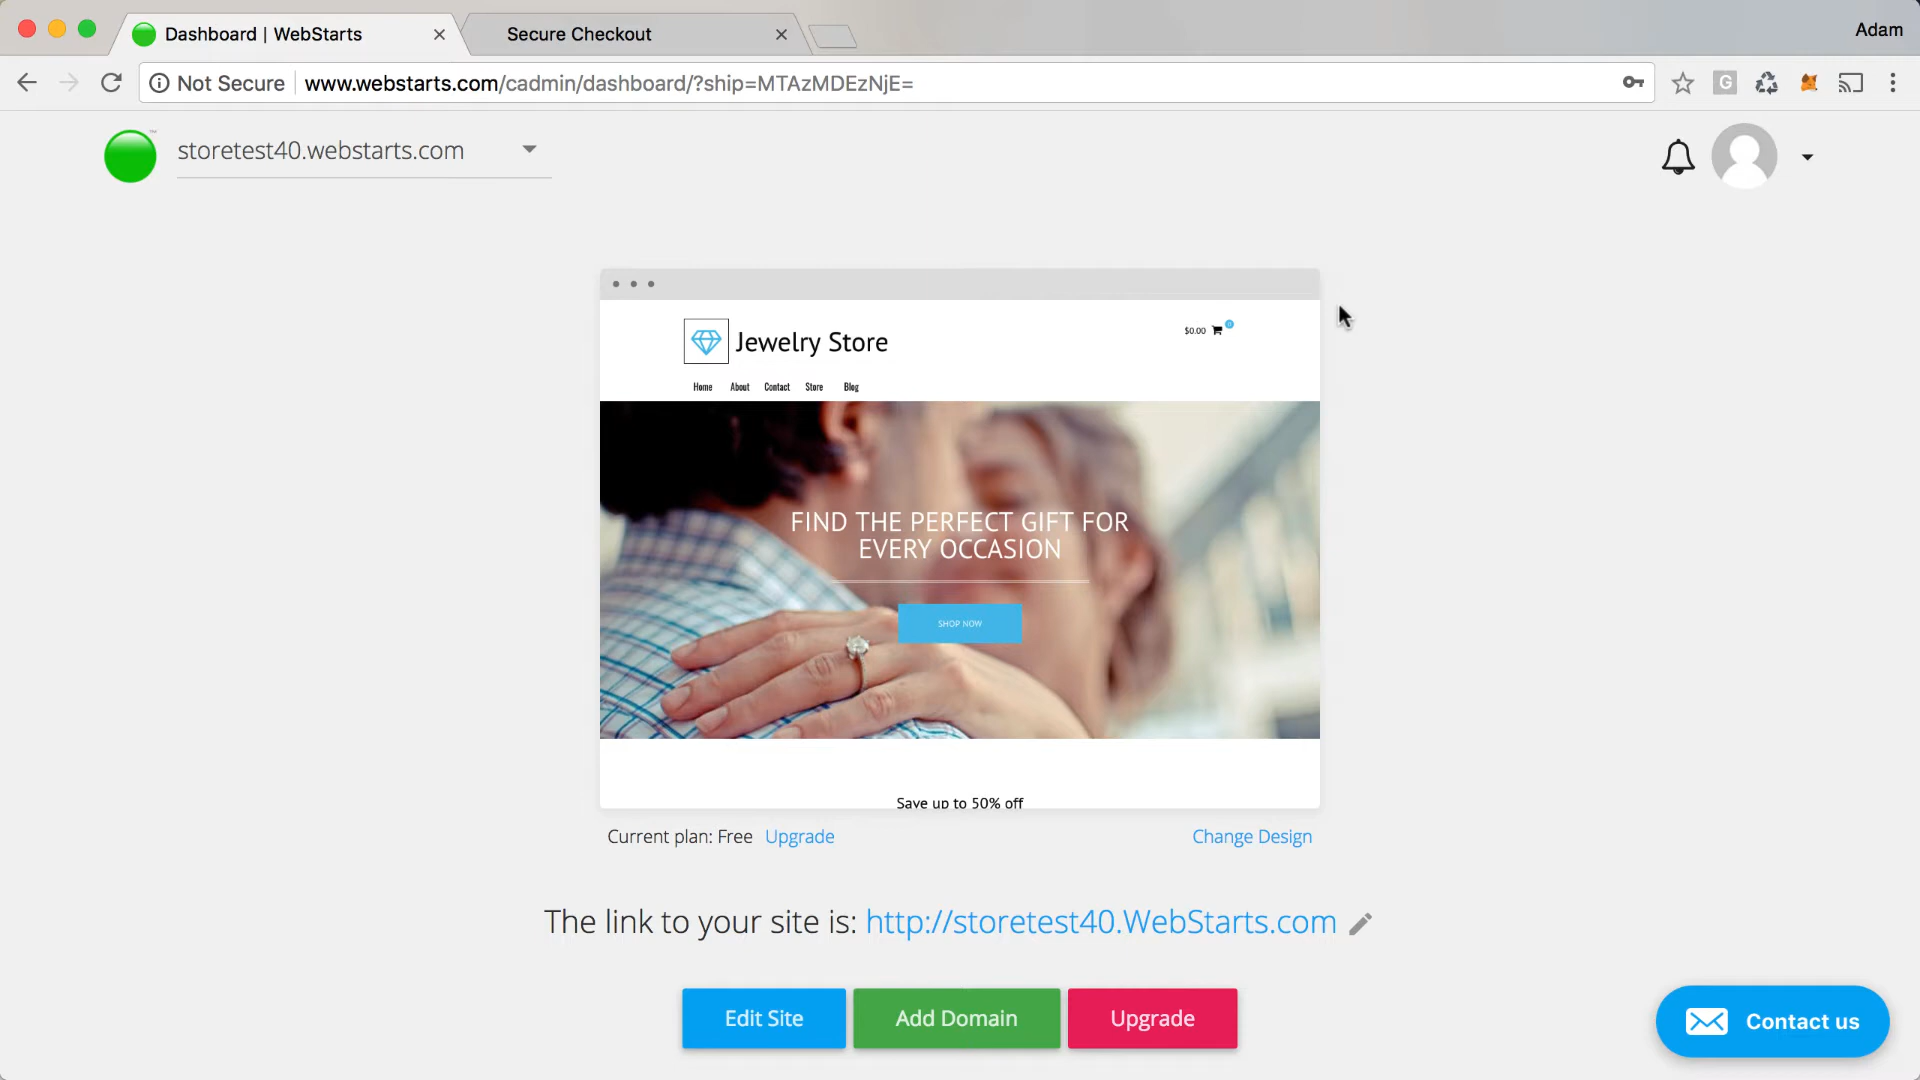 Dashboard | WebStarts
Secure Checkout
Adam
Not Secure
www.webstarts.com/cadmin/dashboard/?ship=MTAzMDEzNjE=
G
storetest40.webstarts.com
Jewelry Store
$0.00
Home About Contact Store Blog
FIND THE PERFECT GIFT FOR
EVERY OCCASION
SHOP NOW
Save up to 50% off
Current plan: Free Upgrade
Change Design
The link to your site is: http://storetest40.WebStarts.com
Edit Site
Add Domain
Upgrade
Contact us